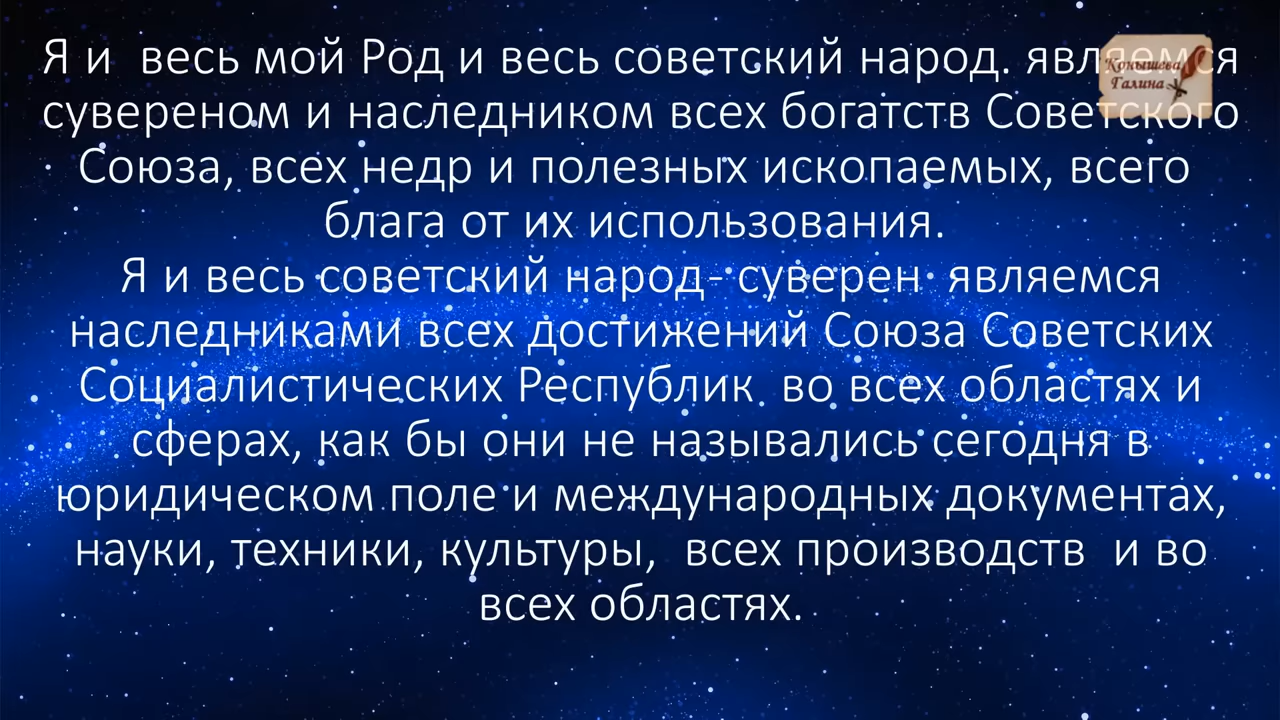 Я и  весь мой Род и весь советский народ. являемся
суверeном и наследником всех богатств Советского
Союза, всех недр и полезных ископаемых, всего
блага от их использования.
Я и весь советский народ- суверен  являемся
наследниками всех достижений Союза Советских
Социалистических Республик  во всех областях и
сферах, как бы они не назывались сегодня в
юридическом поле и международных документах,
науки, техники, культуры,  всех производств  и во
всех областях.
Конышева
Галина